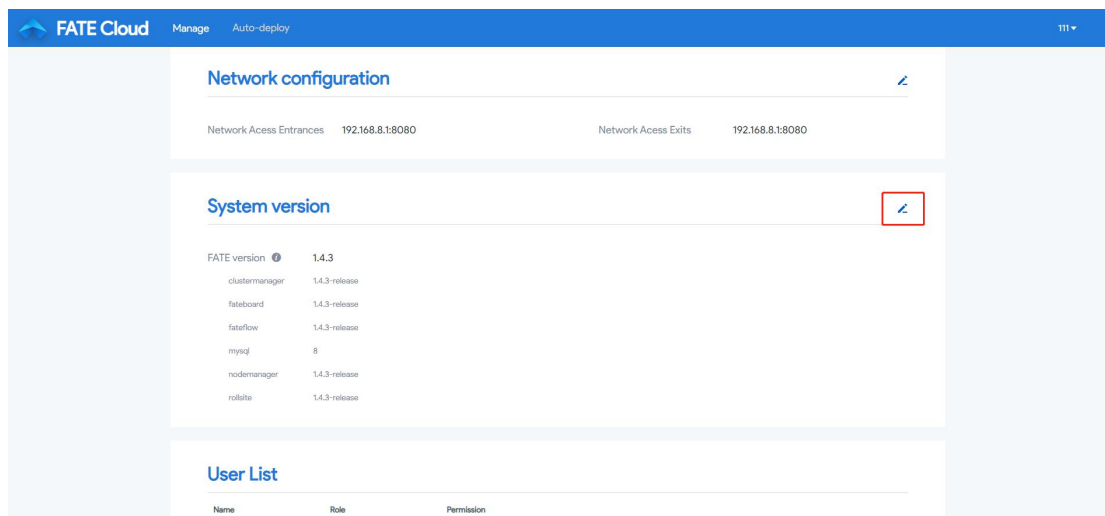 FATE Cloud Manage Auto-deploy 111
Network configuration
Network Acess Entrances 192.168.8.1:8080 Network Acess Exits 192.168.8.1:8080
System version
FATE version i 1.4.3
clustermanager 1.4.3-release
fateboard 1.4.3-release
fateflow 1.4.3-release
mysql 8
nodemanager 1.4.3-release
rollsite 1.4.3-release
User List
Name Role Permission